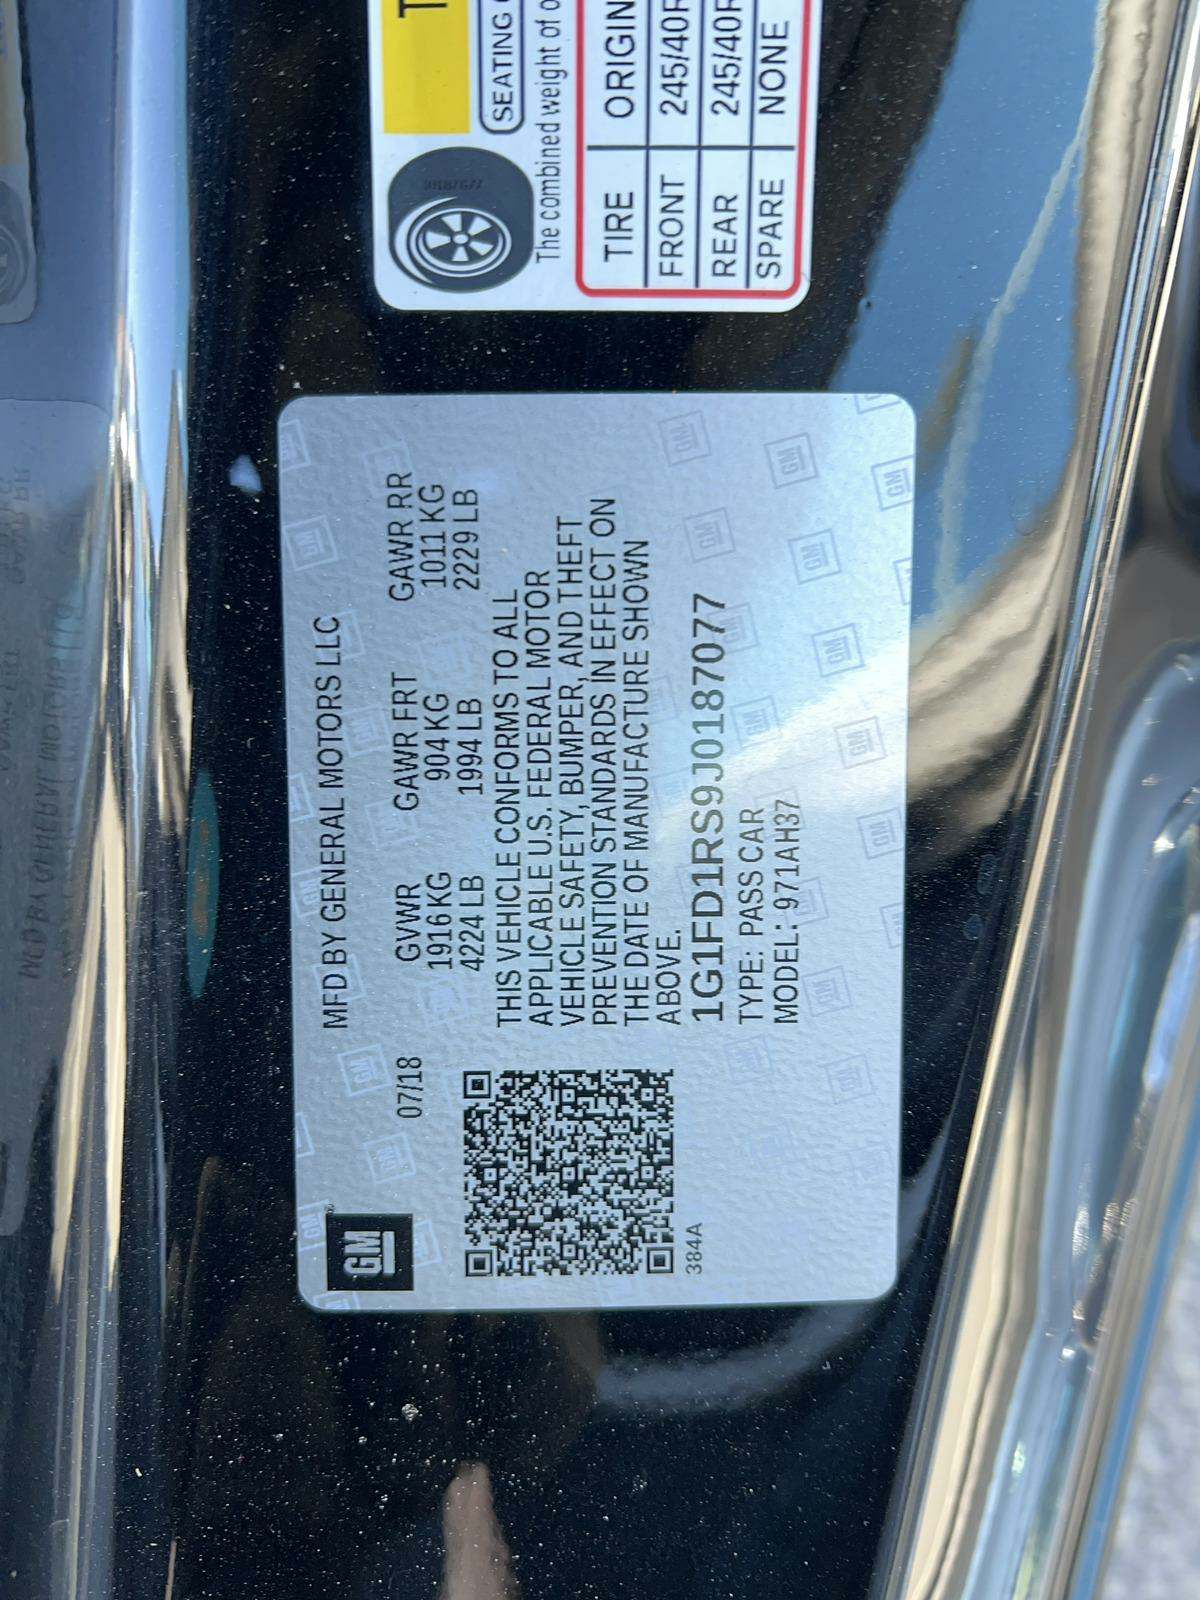 GM
MFD BY GENERAL MOTORS LLC
07/18
GVWR GAWR FRT GAWR RR
1916 KG 904 KG 1011 KG
4224 LB 1994 LB 2229 LB
THIS VEHICLE CONFORMS TO ALL
APPLICABLE U.S. FEDERAL MOTOR
VEHICLE SAFETY, BUMPER, AND THEFT
PREVENTION STANDARDS IN EFFECT ON
THE DATE OF MANUFACTURE SHOWN
ABOVE.
1G1FD1RS9J0187077
TYPE: PASS CAR
MODEL: 971AH37
384A
SEATING
The combined weight of
TIRE
FRONT 245/40R
REAR 245/40R
SPARE NONE